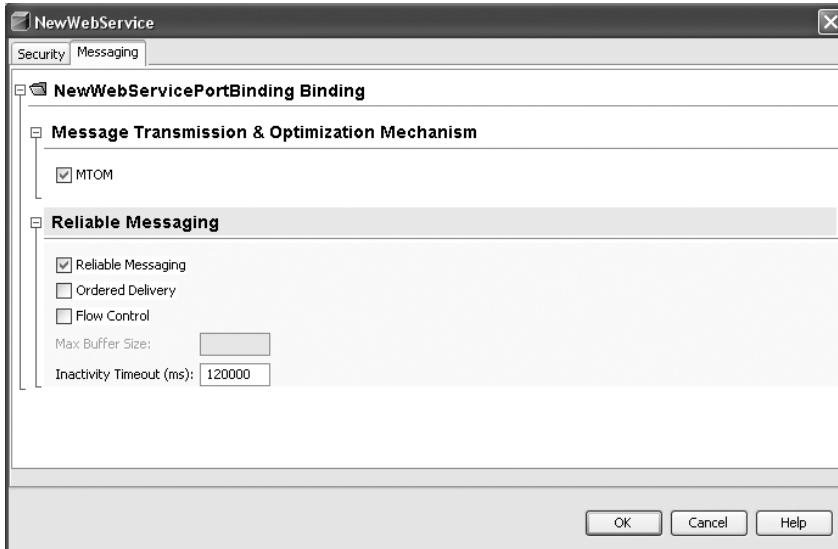 NewWebService
Security Messaging
NewWebServicePortBinding Binding
Message Transmission & Optimization Mechanism
MTOM
Reliable Messaging
Reliable Messaging
Ordered Delivery
Flow Control
Max Buffer Size:
Inactivity Timeout (ms): 120000
OK Cancel Help